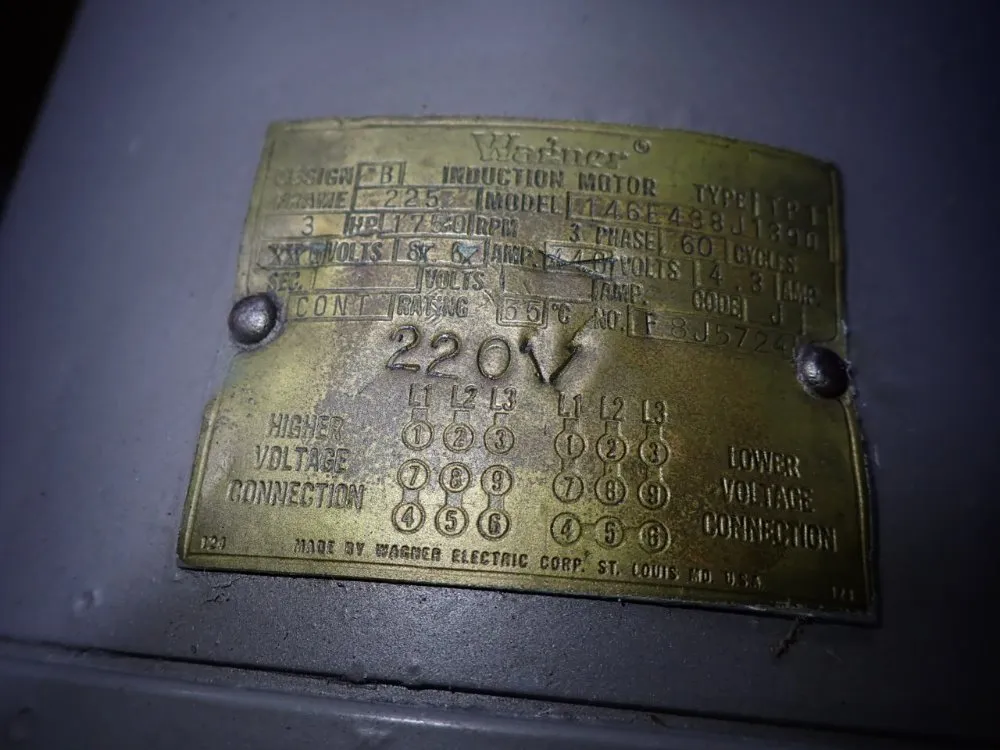 Wagner®
DESIGN B INDUCTION MOTOR TYPE
FRAME 225 MODEL 146E488J1390
3 HP 1750 RPM 3 PHASE 60 CYCLES
VOLTS AMP. 440 VOLTS 4.3 AMP.
SEC. VOLTS AMP. CODE J
CONT RATING 55 °C NO.
220V
L1 L2 L3 L1 L2 L3
HIGHER VOLTAGE CONNECTION
1 2 3
7 8 9
4 5 6
1 2 3
7 8 9
4 5 6
LOWER VOLTAGE CONNECTION
MADE BY WAGNER ELECTRIC CORP. ST. LOUIS MO. U.S.A.